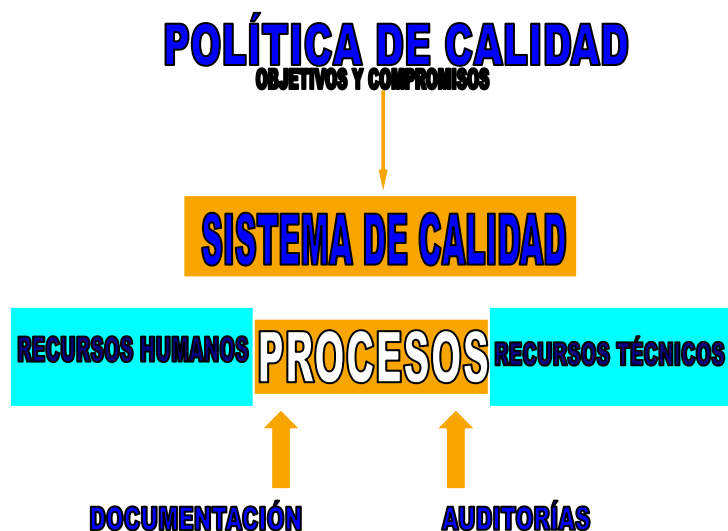 POLÍTICA DE CALIDAD
OBJETIVOS Y COMPROMISOS
SISTEMA DE CALIDAD
RECURSOS HUMANOS
PROCESOS
RECURSOS TÉCNICOS
DOCUMENTACIÓN
AUDITORÍAS